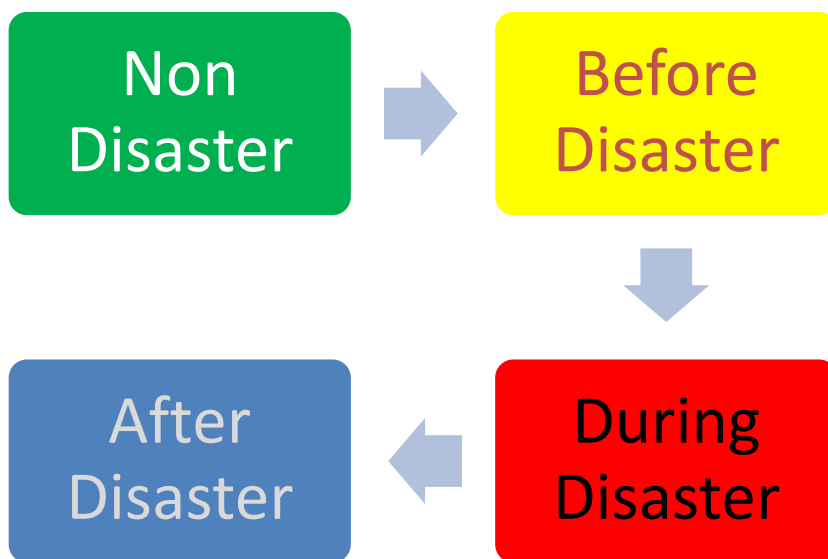 Non
Disaster
Before
Disaster
During
Disaster
After
Disaster